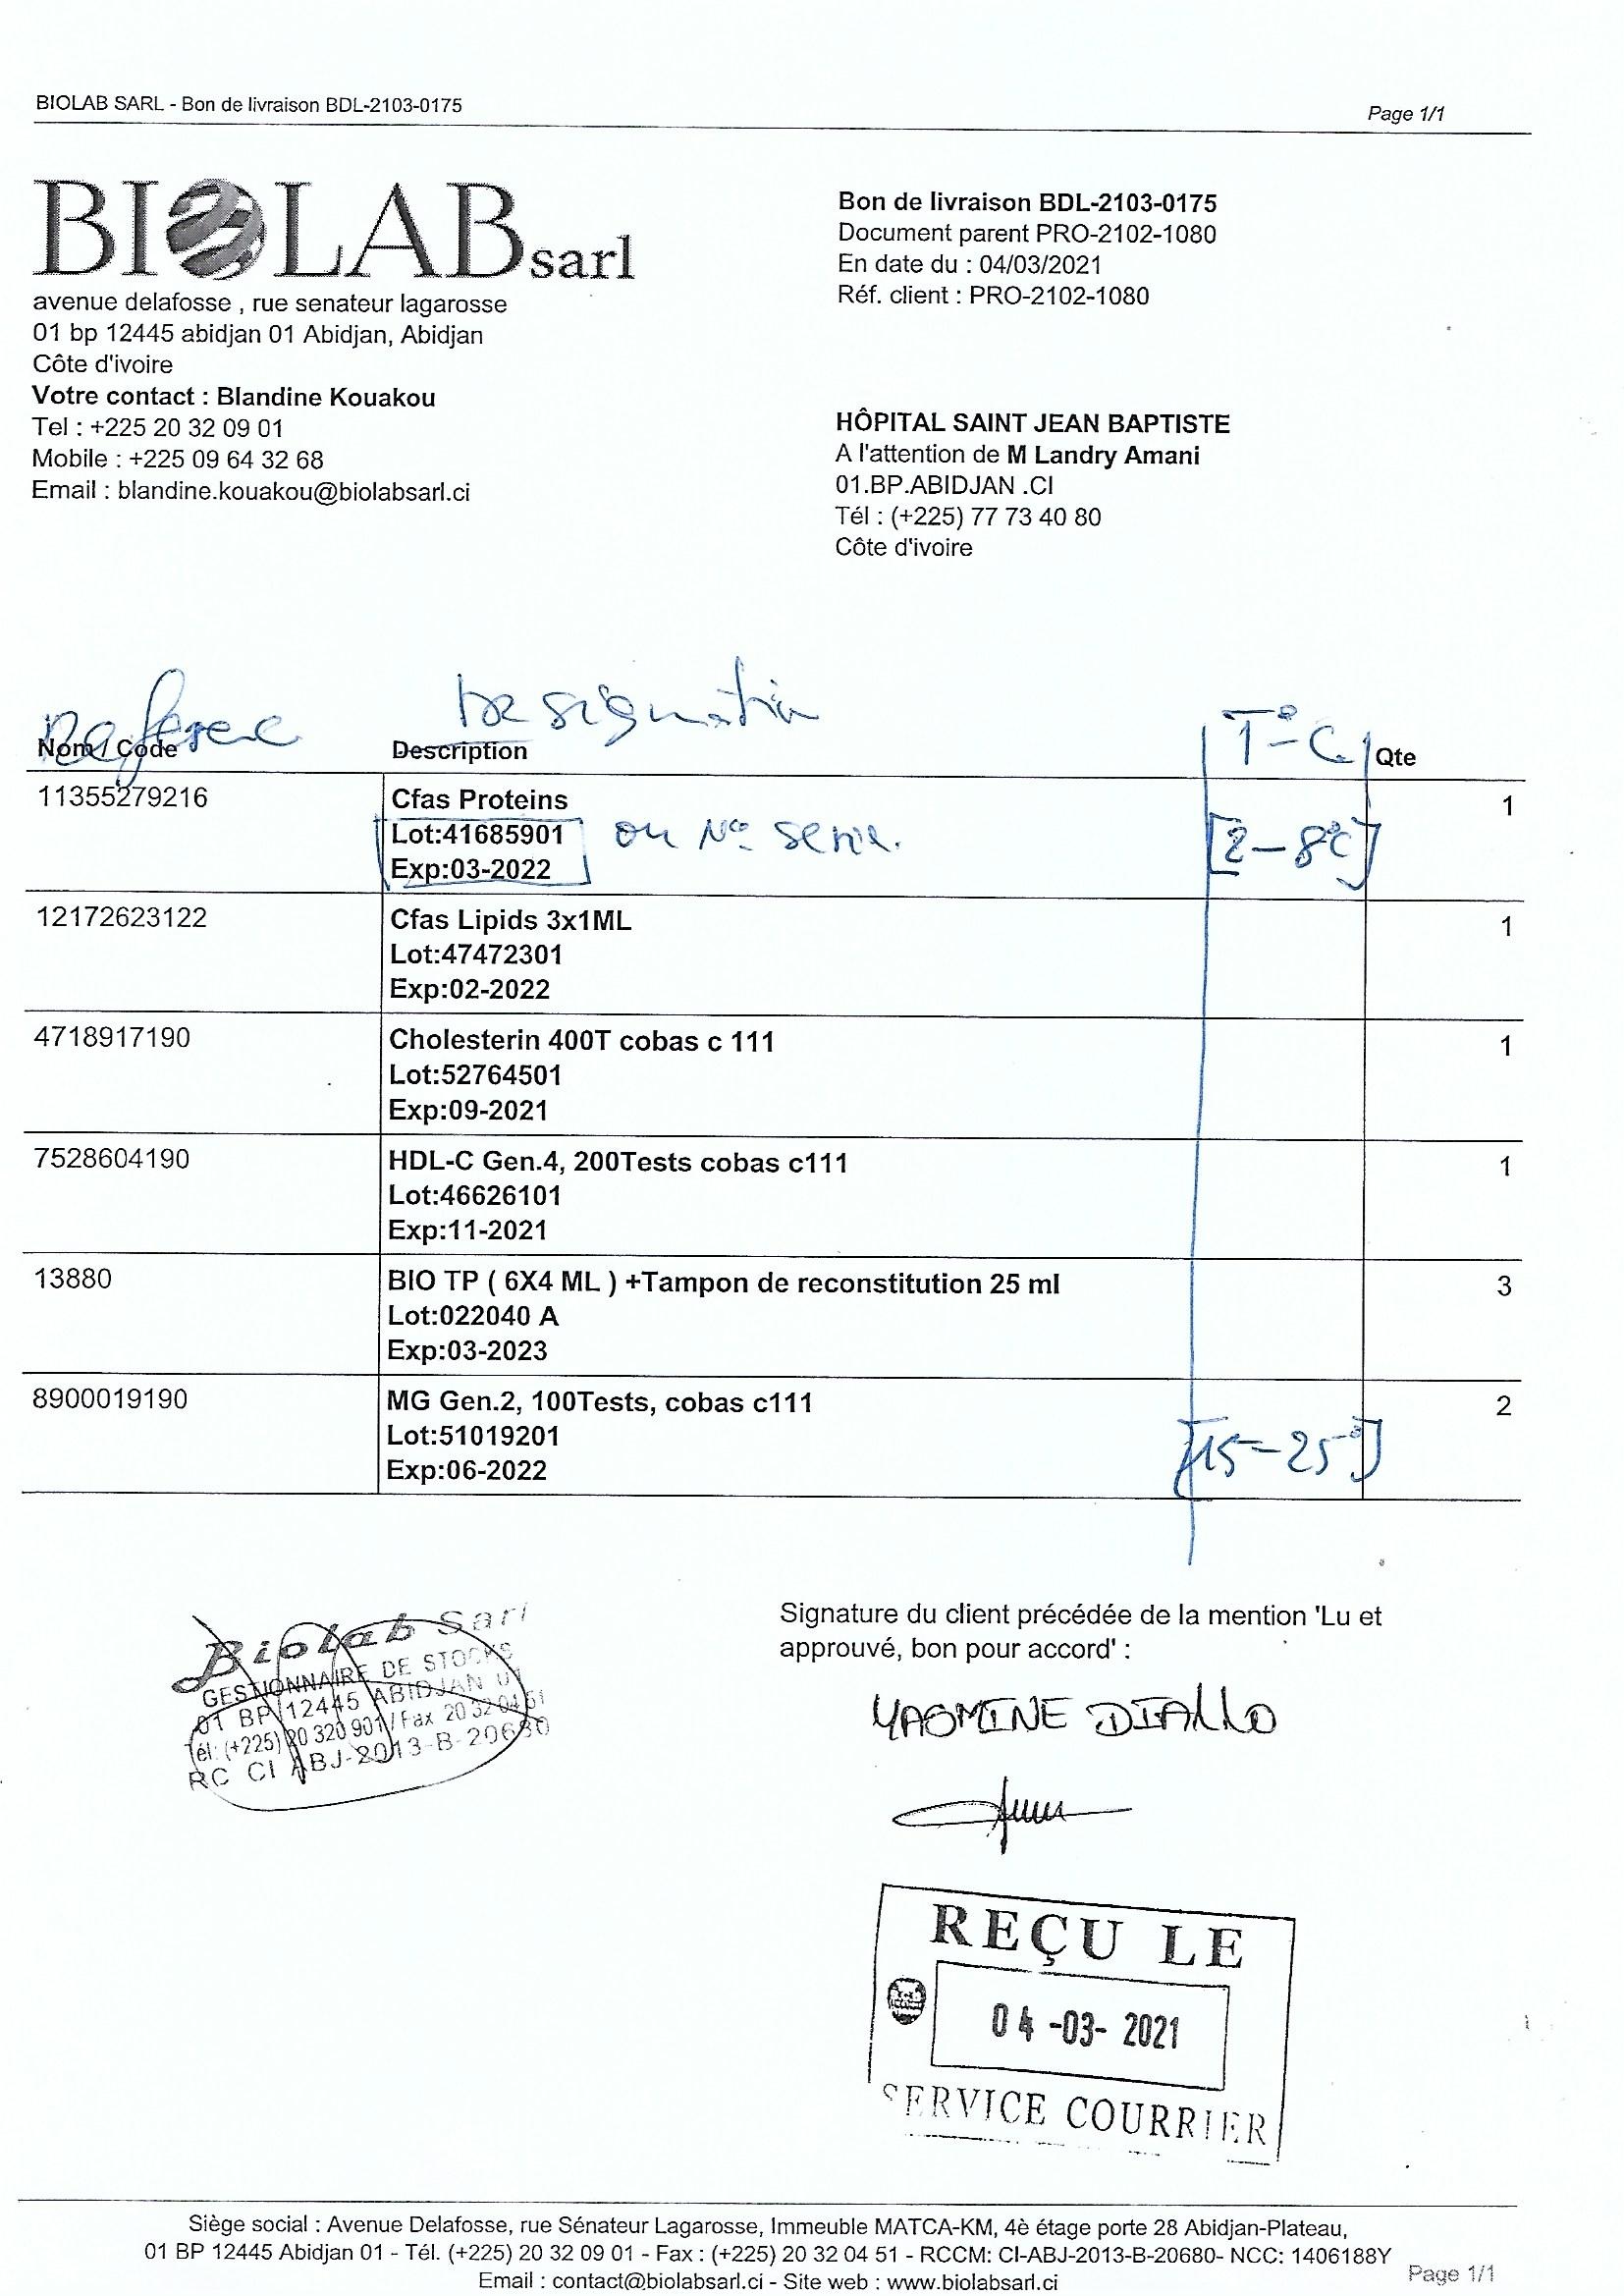 BIOLAB SARL - Bon de livraison BDL-2103-0175
Page 1/1
BIOLAB sarl
avenue delafosse , rue senateur lagarosse
01 bp 12445 abidjan 01 Abidjan, Abidjan
Côte d'ivoire
Votre contact : Blandine Kouakou
Tel : +225 20 32 09 01
Mobile : +225 09 64 32 68
Email : blandine.kouakou@biolabsarl.ci
Bon de livraison BDL-2103-0175
Document parent PRO-2102-1080
En date du : 04/03/2021
Réf. client : PRO-2102-1080
HÔPITAL SAINT JEAN BAPTISTE
A l'attention de M Landry Amani
01.BP.ABIDJAN .CI
Tél : (+225) 77 73 40 80
Côte d'ivoire
Designation
T°C
Nom / Code Description Qte
11355279216 Cfas Proteins 1
Lot:41685901 ou N° serie. [2-8°C]
Exp:03-2022
12172623122 Cfas Lipids 3x1ML 1
Lot:47472301
Exp:02-2022
4718917190 Cholesterin 400T cobas c 111 1
Lot:52764501
Exp:09-2021
7528604190 HDL-C Gen.4, 200Tests cobas c111 1
Lot:46626101
Exp:11-2021
13880 BIO TP ( 6X4 ML ) +Tampon de reconstitution 25 ml 3
Lot:022040 A
Exp:03-2023
8900019190 MG Gen.2, 100Tests, cobas c111 2
Lot:51019201 [15-25°]
Exp:06-2022
Biolab Sarl
GESTIONNAIRE DE STOCKS
01 BP 12445 ABIDJAN 01
Tél: (+225) 20 320 901 / Fax 20 32 04 51
RC CI ABJ-2013-B-20680
Signature du client précédée de la mention 'Lu et
approuvé, bon pour accord' :
YASMINE DIALLO
REÇU LE
04 -03- 2021
SERVICE COURRIER
Siège social : Avenue Delafosse, rue Sénateur Lagarosse, Immeuble MATCA-KM, 4è étage porte 28 Abidjan-Plateau,
01 BP 12445 Abidjan 01 - Tél. (+225) 20 32 09 01 - Fax : (+225) 20 32 04 51 - RCCM: CI-ABJ-2013-B-20680- NCC: 1406188Y
Email : contact@biolabsarl.ci - Site web : www.biolabsarl.ci
Page 1/1